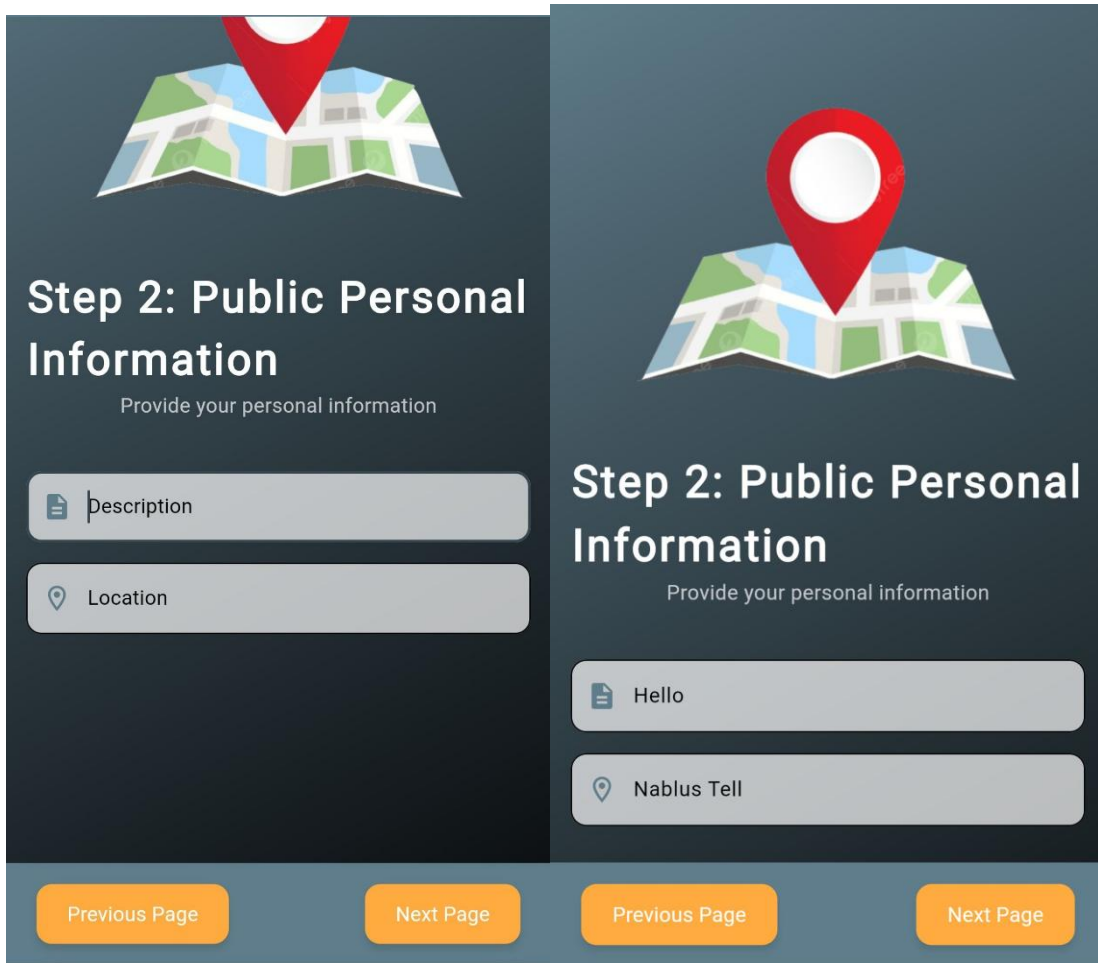 Step 2: Public Personal
Information
Provide your personal information
Description
Location
Previous Page
Next Page
Step 2: Public Personal
Information
Provide your personal information
Hello
Nablus Tell
Previous Page
Next Page